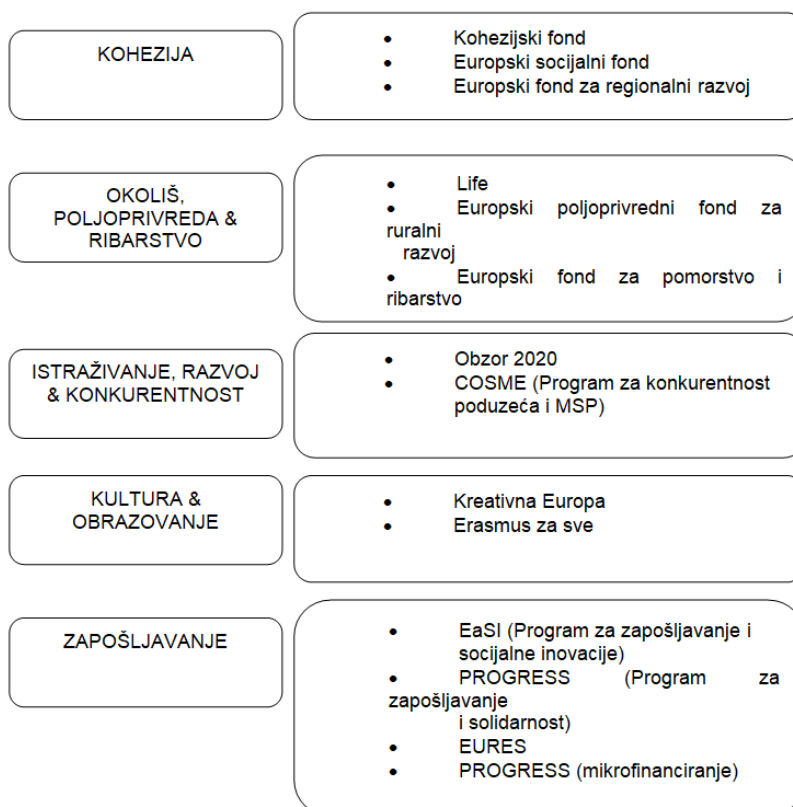 KOHEZIJA
• Kohezijski fond
• Europski socijalni fond
• Europski fond za regionalni razvoj
OKOLIŠ,
POLJOPRIVREDA &
RIBARSTVO
• Life
• Europski poljoprivredni fond za
ruralni
razvoj
• Europski fond za pomorstvo i
ribarstvo
ISTRAŽIVANJE, RAZVOJ
& KONKURENTNOST
• Obzor 2020
• COSME (Program za konkurentnost
poduzeća i MSP)
KULTURA &
OBRAZOVANJE
• Kreativna Europa
• Erasmus za sve
ZAPOŠLJAVANJE
• EaSI (Program za zapošljavanje i
socijalne inovacije)
• PROGRESS (Program za
zapošljavanje
i solidarnost)
• EURES
• PROGRESS (mikrofinanciranje)